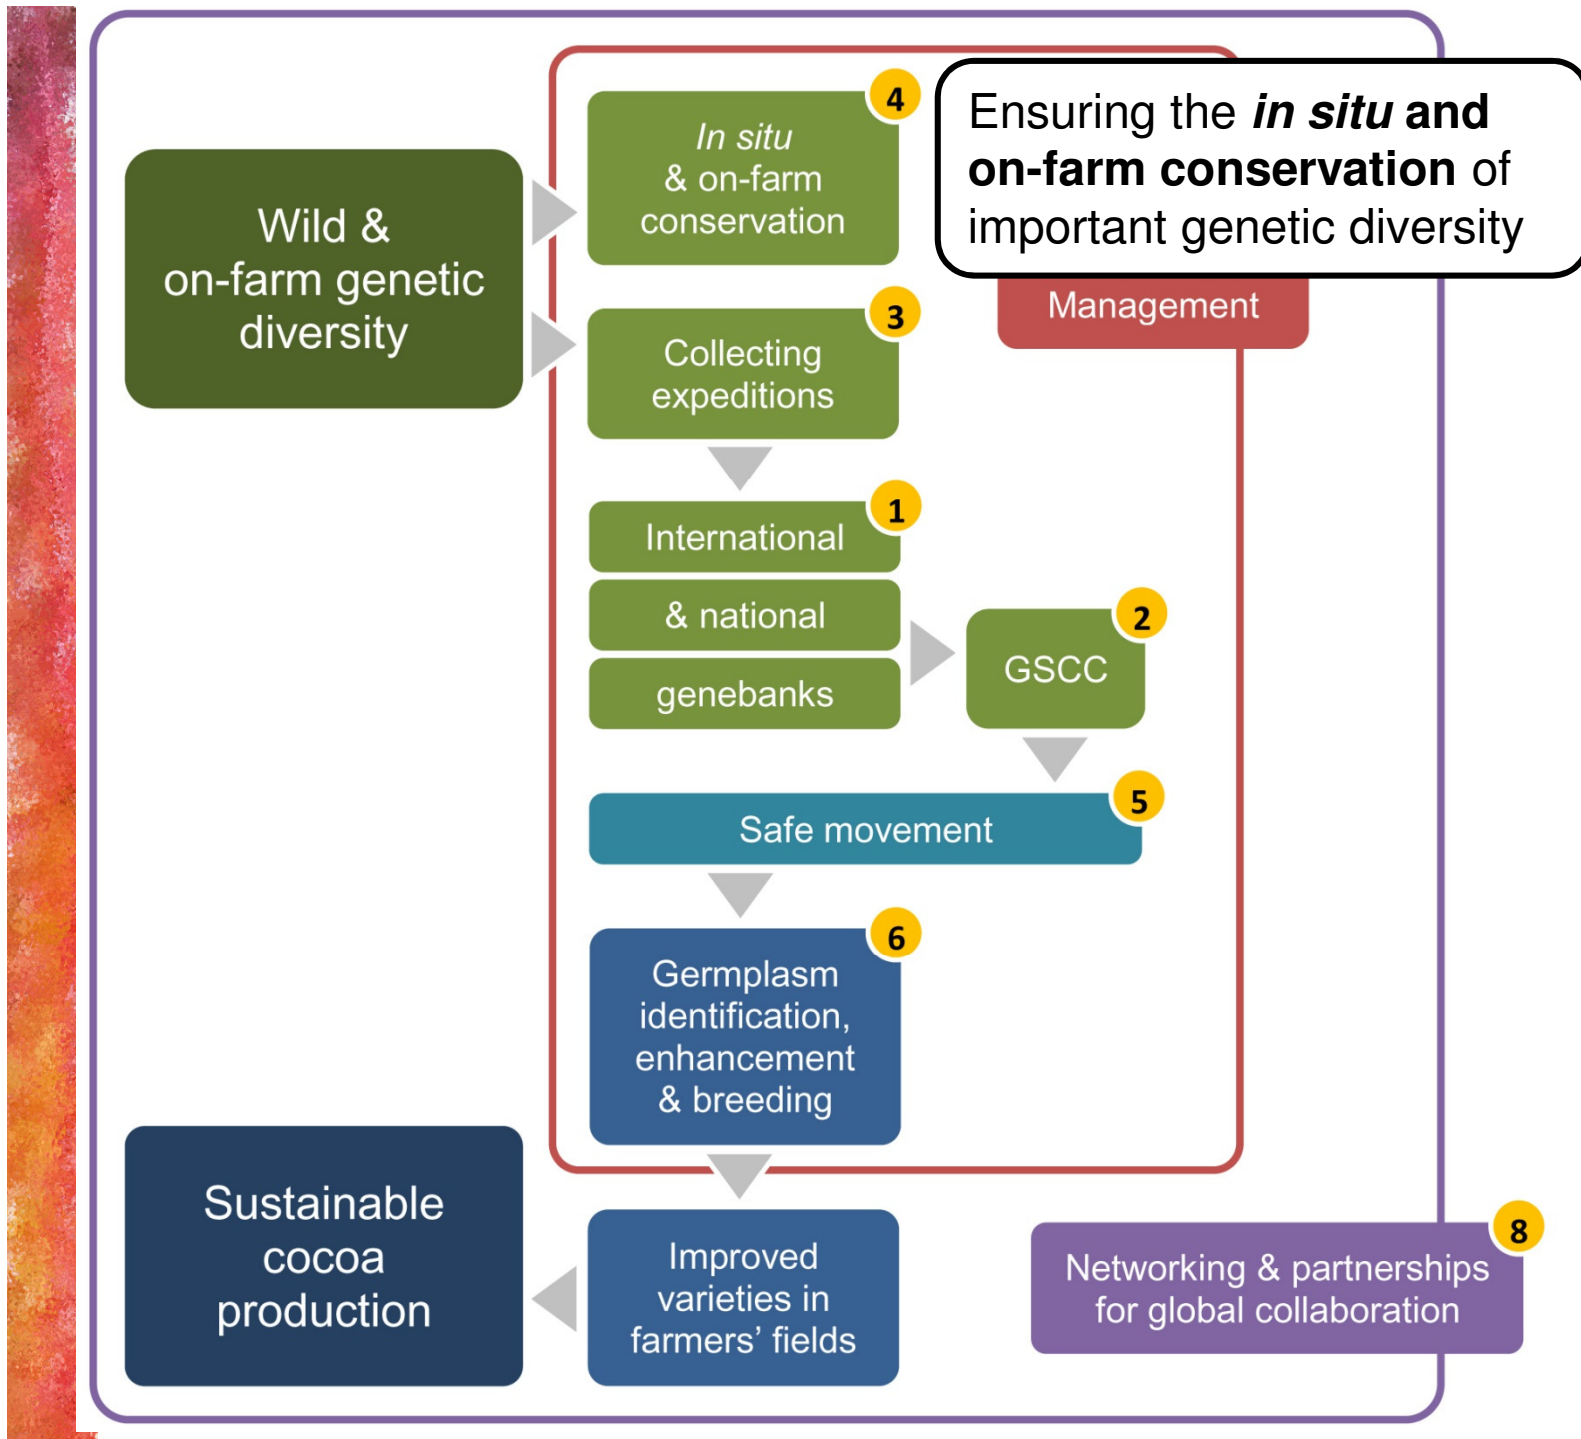 4
In situ
& on-farm
conservation
Ensuring the in situ and
on-farm conservation of
important genetic diversity
Wild &
on-farm genetic
diversity
Management
3
Collecting
expeditions
1
International
& national
genebanks
2
GSCC
5
Safe movement
6
Germplasm
identification,
enhancement
& breeding
Sustainable
cocoa
production
Improved
varieties in
farmers’ fields
8
Networking & partnerships
for global collaboration